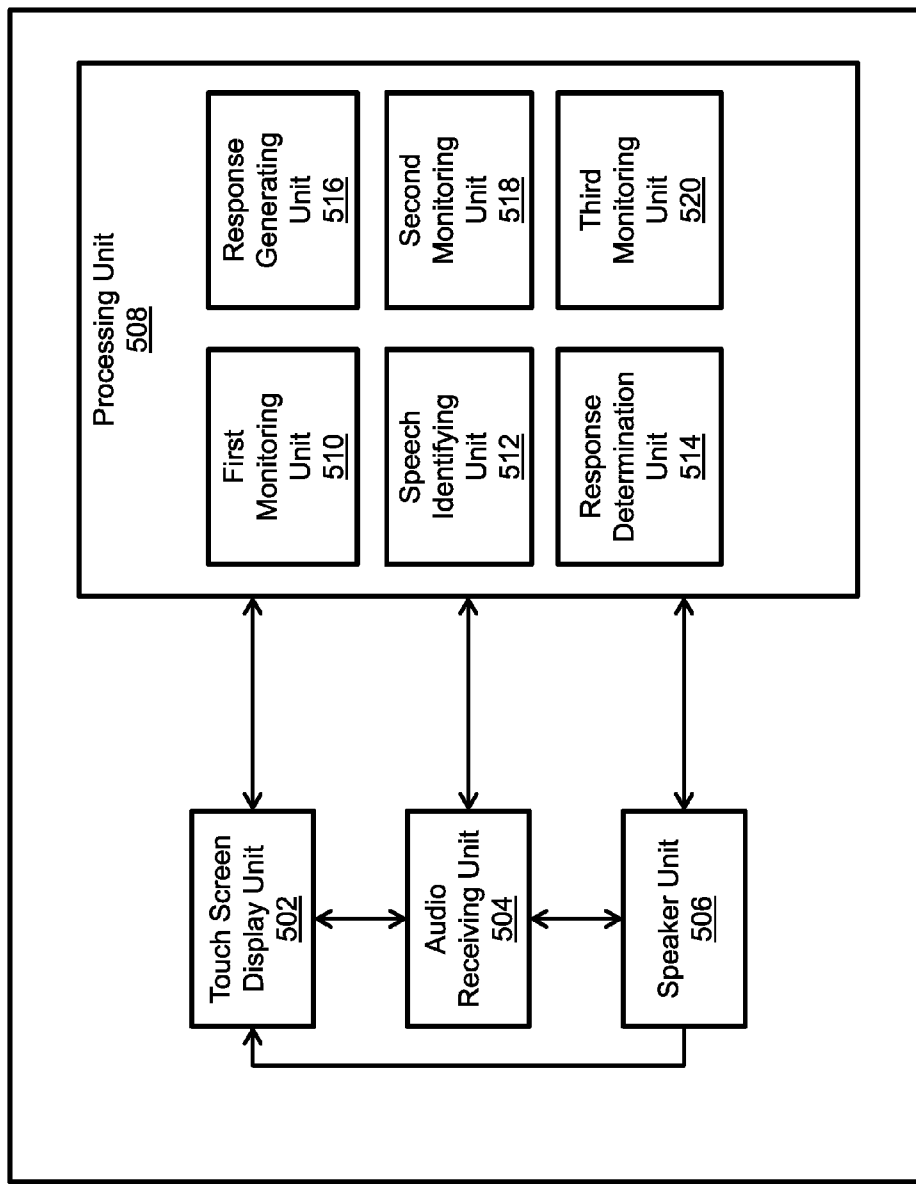 Processing Unit
508
First
Monitoring
Unit
510
Response
Generating
Unit
516
Speech
Identifying
Unit
512
Second
Monitoring
Unit
518
Response
Determination
Unit
514
Third
Monitoring
Unit
520
Touch Screen
Display Unit
502
Audio
Receiving Unit
504
Speaker Unit
506